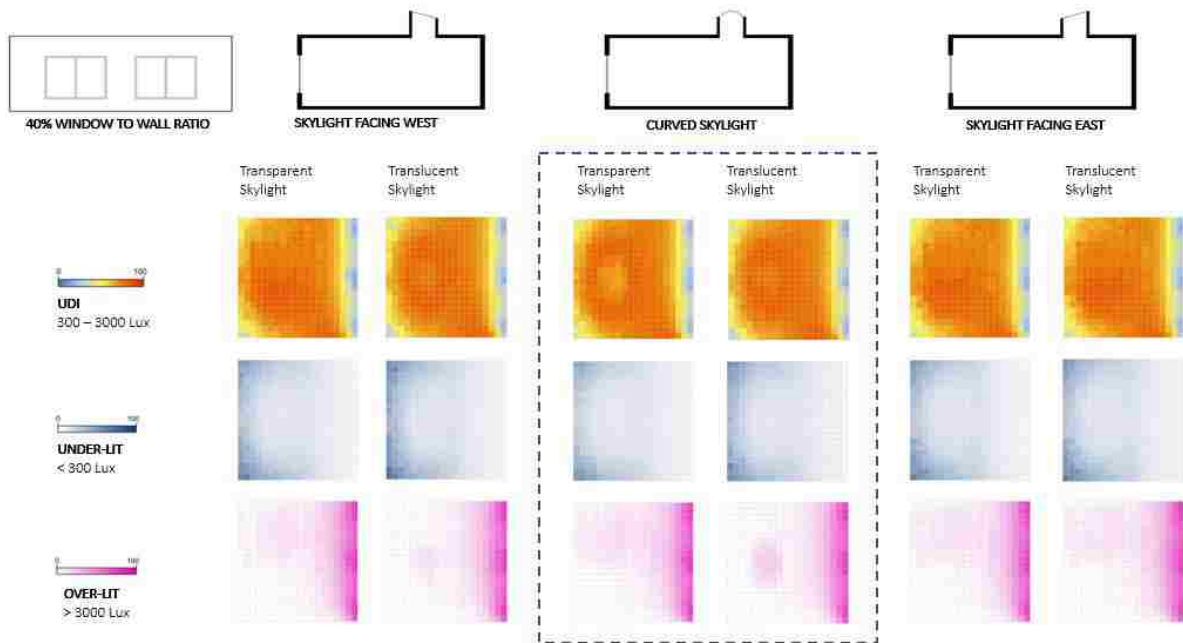 40% WINDOW TO WALL RATIO
SKYLIGHT FACING WEST
CURVED SKYLIGHT
SKYLIGHT FACING EAST
Transparent
Skylight
Translucent
Skylight
Transparent
Skylight
Translucent
Skylight
Transparent
Skylight
Translucent
Skylight
0 100
UDI
300 – 3000 Lux
0 100
UNDER-LIT
< 300 Lux
0 100
OVER-LIT
> 3000 Lux